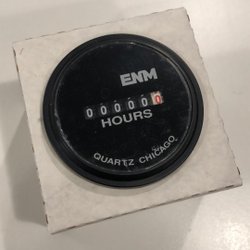 ENM
000000
HOURS
QUARTZ CHICAGO